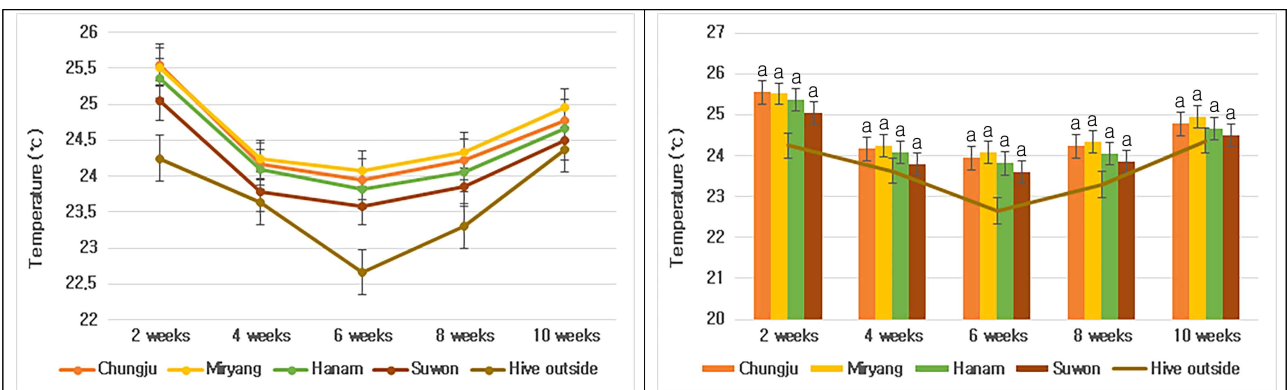 26
25,5
25
24,5
24
23,5
23
22,5
22
Temperature (℃)
2 weeks 4 weeks 6 weeks 8 weeks 10 weeks
Chungju Miryang Hanam Suwon Hive outside
27
26
25
24
23
22
21
20
Temperature (℃)
a a a a
a a a a
a a a a
a a a a
a a a a
2 weeks 4 weeks 6 weeks 8 weeks 10 weeks
Chungju Miryang Hanam Suwon Hive outside